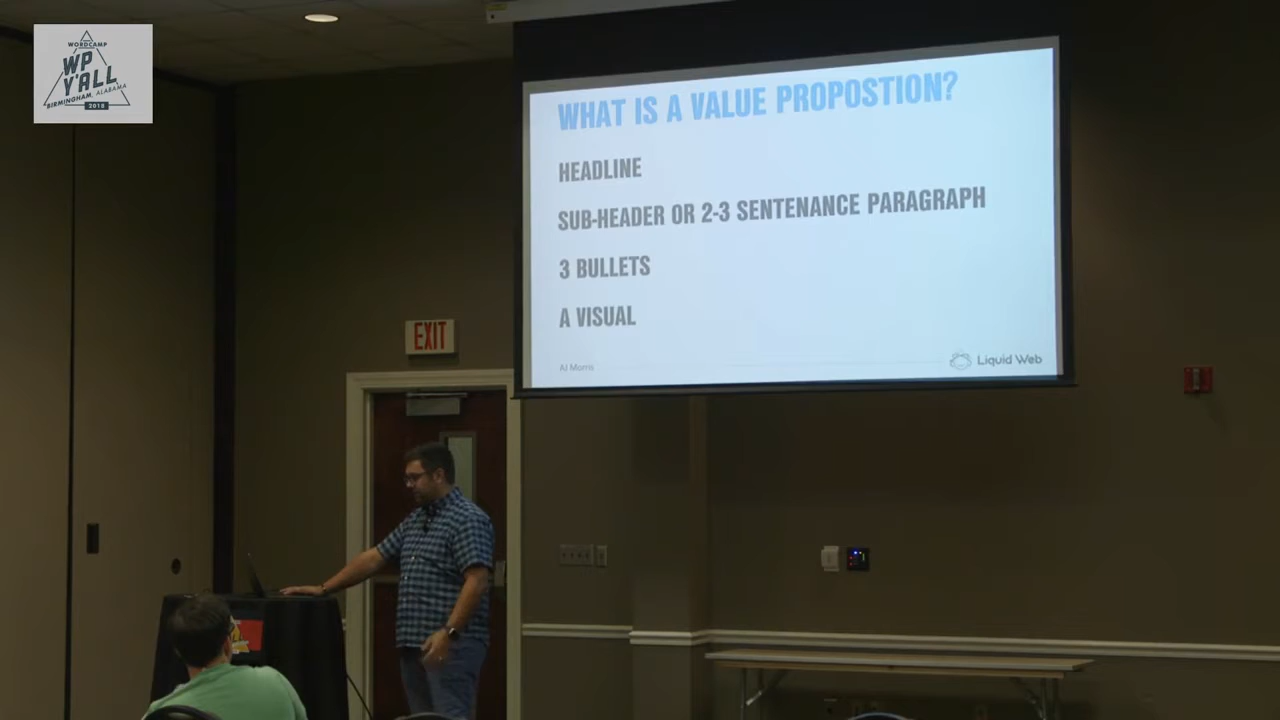 WORDCAMP
WP
Y'ALL
BIRMINGHAM, ALABAMA
2018
WHAT IS A VALUE PROPOSTION?
HEADLINE
SUB-HEADER OR 2-3 SENTENANCE PARAGRAPH
3 BULLETS
A VISUAL
Al Morris
Liquid Web
EXIT